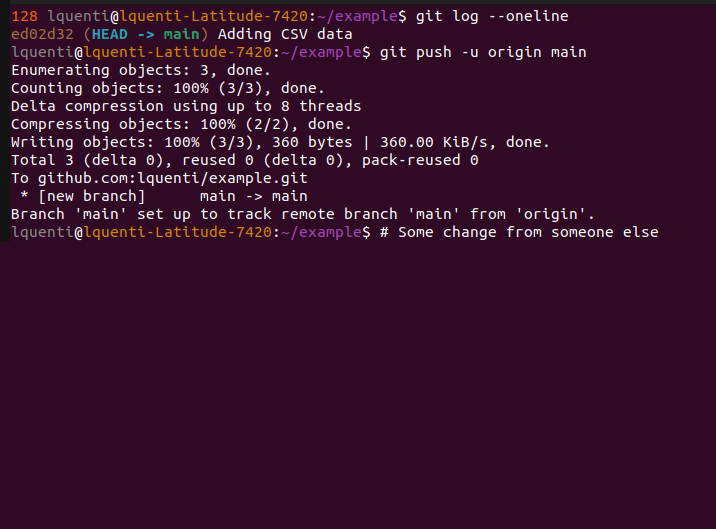 128 lquenti@lquenti-Latitude-7420:~/example$ git log --oneline
ed02d32 (HEAD -> main) Adding CSV data
lquenti@lquenti-Latitude-7420:~/example$ git push -u origin main
Enumerating objects: 3, done.
Counting objects: 100% (3/3), done.
Delta compression using up to 8 threads
Compressing objects: 100% (2/2), done.
Writing objects: 100% (3/3), 360 bytes | 360.00 KiB/s, done.
Total 3 (delta 0), reused 0 (delta 0), pack-reused 0
To github.com:lquenti/example.git
 * [new branch]      main -> main
Branch 'main' set up to track remote branch 'main' from 'origin'.
lquenti@lquenti-Latitude-7420:~/example$ # Some change from someone else